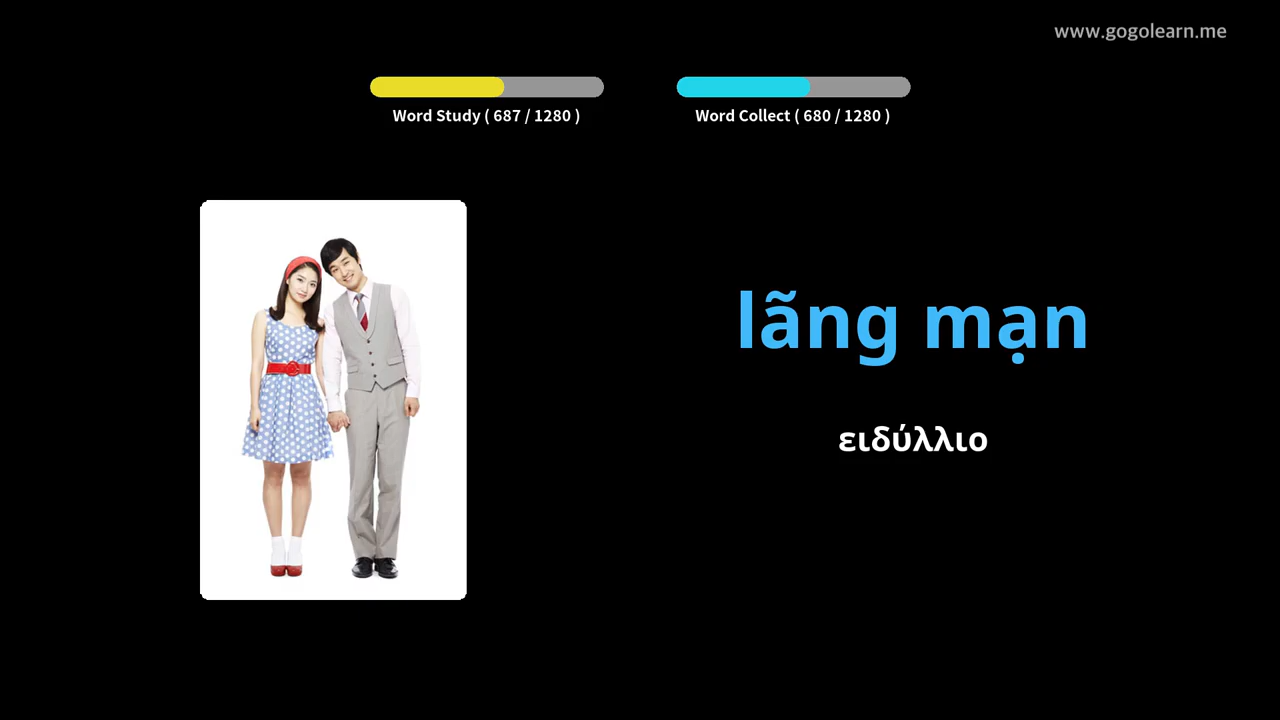 www.gogolearn.me
Word Study ( 687 / 1280 )
Word Collect ( 680 / 1280 )
lãng mạn
ειδύλλιο